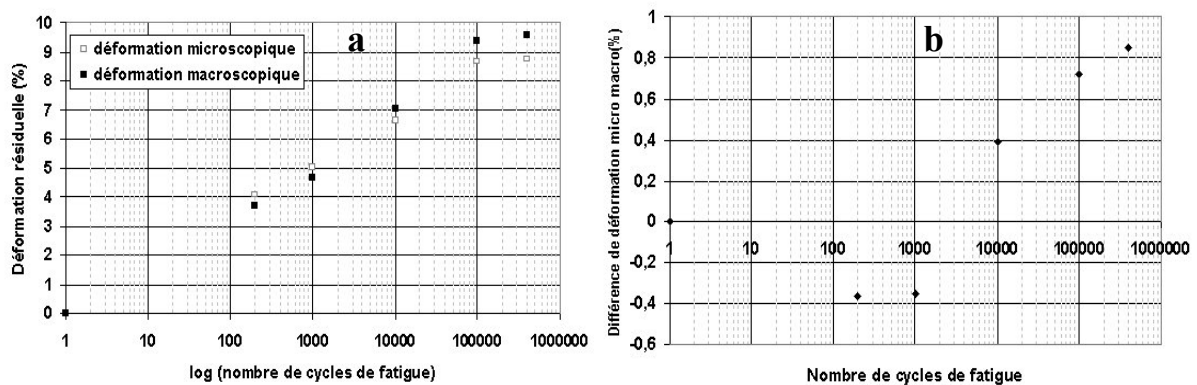 a
déformation microscopique
déformation macroscopique
Déformation résiduelle (%)
10
9
8
7
6
5
4
3
2
1
0
1 10 100 1000 10000 100000 1000000
log (nombre de cycles de fatigue)
b
Différence de déformation micro macro(%)
1
0,8
0,6
0,4
0,2
0
-0,2
-0,4
-0,6
1 10 100 1000 10000 100000 1000000
Nombre de cycles de fatigue